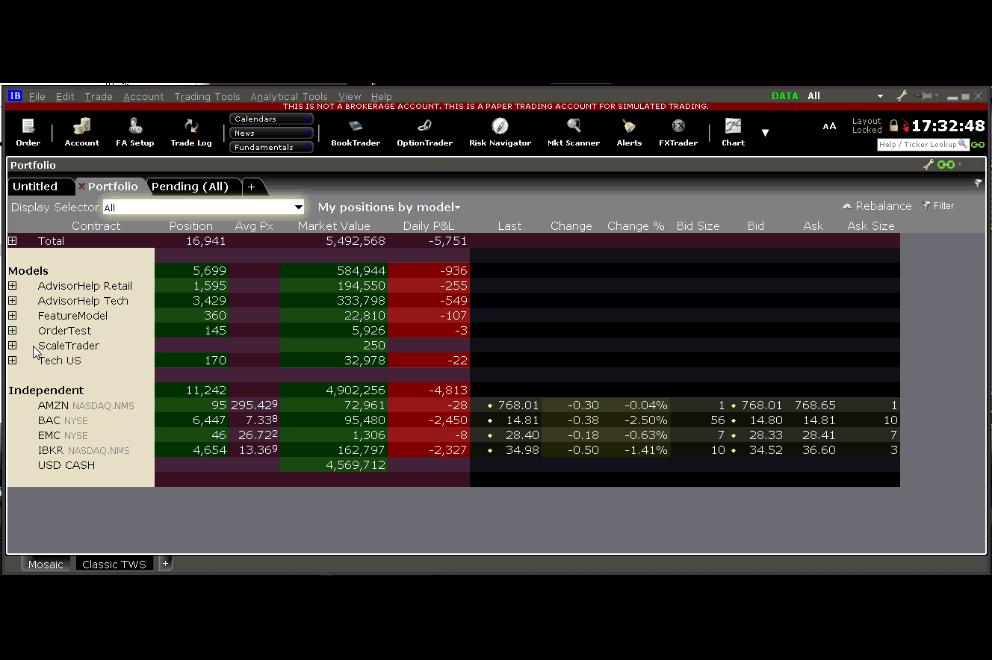 IB File Edit Trade Account Trading Tools Analytical Tools View Help DATA All
THIS IS NOT A BROKERAGE ACCOUNT. THIS IS A PAPER TRADING ACCOUNT FOR SIMULATED TRADING.
Order Account FA Setup Trade Log
Calendars
News
Fundamentals
BookTrader OptionTrader Risk Navigator Mkt Scanner Alerts FXTrader Chart
AA Layout Locked 17:32:48
Help / Ticker Lookup
Portfolio
Untitled Portfolio Pending (All) +
Display Selector All My positions by model Rebalance Filter
Contract Position Avg Px Market Value Daily P&L Last Change Change % Bid Size Bid Ask Ask Size
Total 16,941 5,492,568 -5,751
Models 5,699 584,944 -936
AdvisorHelp Retail 1,595 194,550 -255
AdvisorHelp Tech 3,429 333,798 -549
FeatureModel 360 22,810 -107
OrderTest 145 5,926 -3
ScaleTrader 250
Tech US 170 32,978 -22
Independent 11,242 4,902,256 -4,813
AMZN NASDAQ.NMS 95 295.42⁹ 72,961 -28 768.01 -0.30 -0.04% 1 768.01 768.65 1
BAC NYSE 6,447 7.33⁸ 95,480 -2,450 14.81 -0.38 -2.50% 56 14.80 14.81 10
EMC NYSE 46 26.72² 1,306 -8 28.40 -0.18 -0.63% 7 28.33 28.41 7
IBKR NASDAQ.NMS 4,654 13.36⁹ 162,797 -2,327 34.98 -0.50 -1.41% 10 34.52 36.60 3
USD CASH 4,569,712
Mosaic Classic TWS +